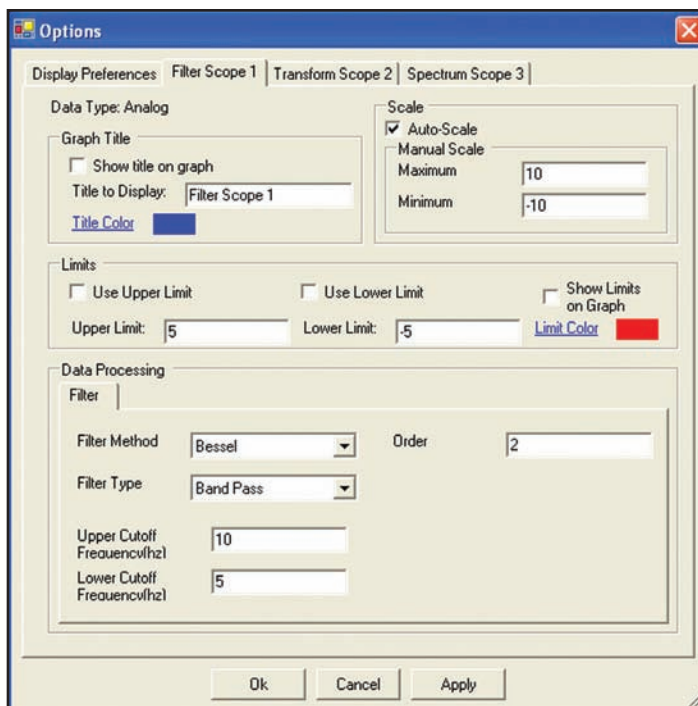 Options
Display Preferences Filter Scope 1 Transform Scope 2 Spectrum Scope 3
Data Type: Analog
Graph Title
Show title on graph
Title to Display: Filter Scope 1
Title Color
Scale
Auto-Scale
Manual Scale
Maximum 10
Minimum -10
Limits
Use Upper Limit Use Lower Limit Show Limits
on Graph
Upper Limit: 5 Lower Limit: -5 Limit Color
Data Processing
Filter
Filter Method Bessel Order 2
Filter Type Band Pass
Upper Cutoff
Frequency(hz) 10
Lower Cutoff
Frequency(hz) 5
Ok Cancel Apply